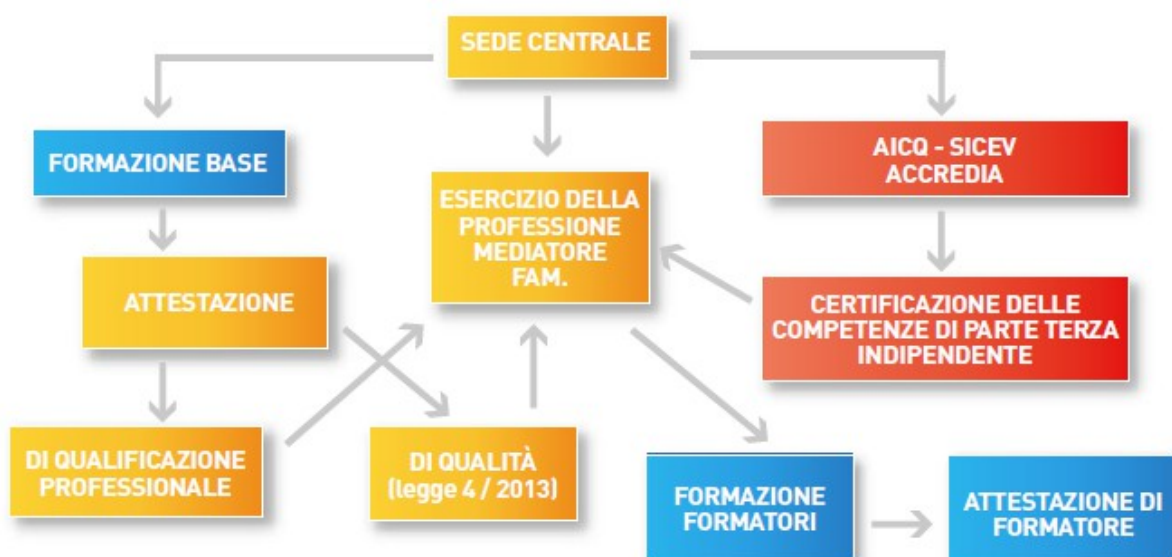 SEDE CENTRALE
FORMAZIONE BASE
AICQ - SICEV
ACCREDIA
ESERCIZIO DELLA
PROFESSIONE
MEDIATORE
FAM.
ATTESTAZIONE
CERTIFICAZIONE DELLE
COMPETENZE DI PARTE TERZA
INDIPENDENTE
DI QUALIFICAZIONE
PROFESSIONALE
DI QUALITÀ
(legge 4 / 2013)
FORMAZIONE
FORMATORI
ATTESTAZIONE DI
FORMATORE